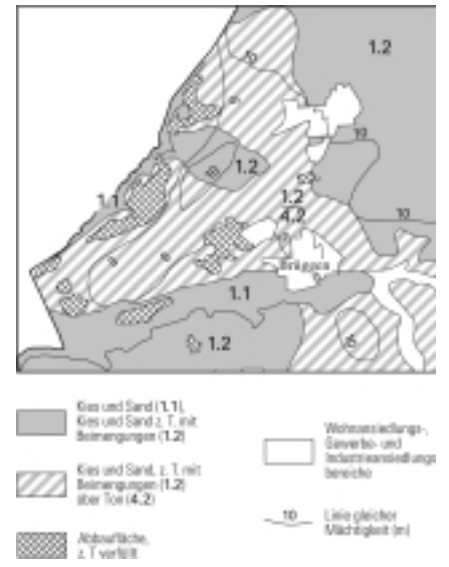 10
1.2
10
1.2
1.1
1.2
4.2
10
Brüggen
1.1
1.2
Kies und Sand (1.1),
Kies und Sand z. T. mit
Beimengungen (1.2)
Kies und Sand, z. T. mit
Beimengungen (1.2)
über Ton (4.2)
Abbaufläche,
z. T verfüllt
Wohnansiedlungs-,
Gewerbe- und
Industrieansiedlungs
bereiche
10
Linie gleicher
Mächtigkeit (m)